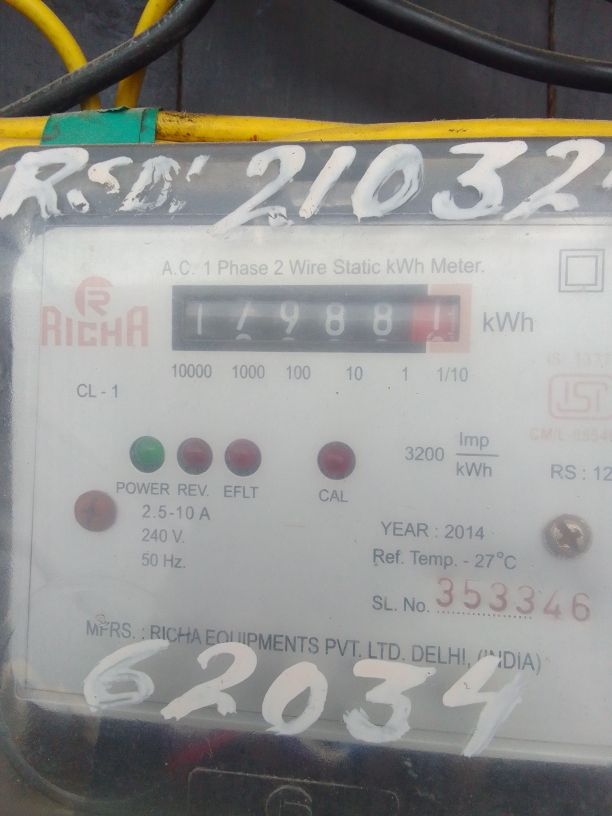 RSD: 21032
A.C. 1 Phase 2 Wire Static kWh Meter.
R
RICHA
17988 1 kWh
10000 1000 100 10 1 1/10
CL - 1
3200 Imp/kWh
RS : 12
POWER REV. EFLT CAL
2.5-10 A
240 V.
50 Hz.
YEAR : 2014
Ref. Temp. - 27°C
SL. No. 353346
MFRS. : RICHA EQUIPMENTS PVT. LTD. DELHI, (INDIA)
62034